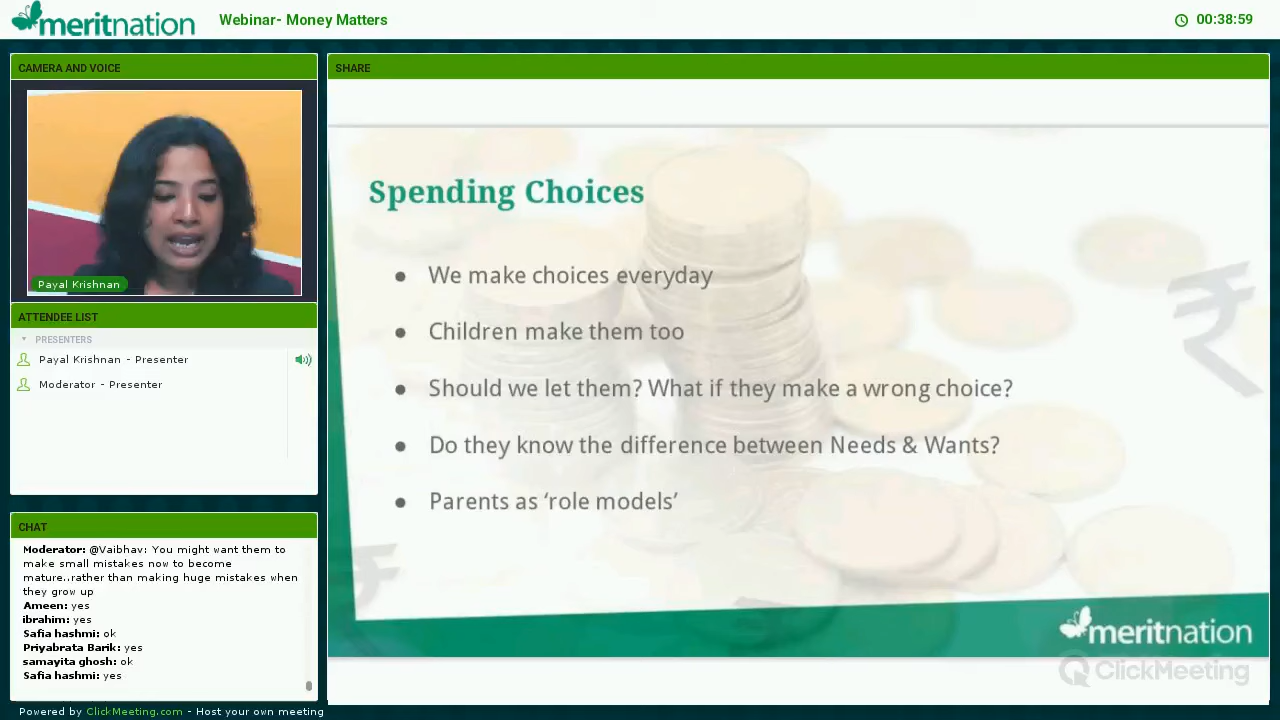 meritnation
Webinar- Money Matters
00:38:59
CAMERA AND VOICE
Payal Krishnan
ATTENDEE LIST
PRESENTERS
Payal Krishnan - Presenter
Moderator - Presenter
CHAT
Moderator: @Vaibhav: You might want them to
make small mistakes now to become
mature..rather than making huge mistakes when
they grow up
Ameen: yes
ibrahim: yes
Safia hashmi: ok
Priyabrata Barik: yes
samayita ghosh: ok
Safia hashmi: yes
Powered by ClickMeeting.com - Host your own meeting
SHARE
Spending Choices
● We make choices everyday
● Children make them too
● Should we let them? What if they make a wrong choice?
● Do they know the difference between Needs & Wants?
● Parents as ‘role models’
₹
₹
meritnation
ClickMeeting